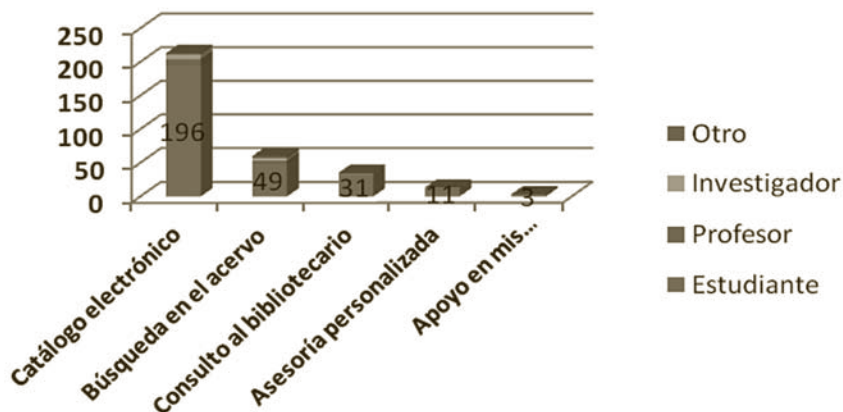 250
200
150
100
50
0
196
49
31
11
3
Catálogo electrónico
Búsqueda en el acervo
Consulto al bibliotecario
Asesoría personalizada
Apoyo en mis...
Otro
Investigador
Profesor
Estudiante